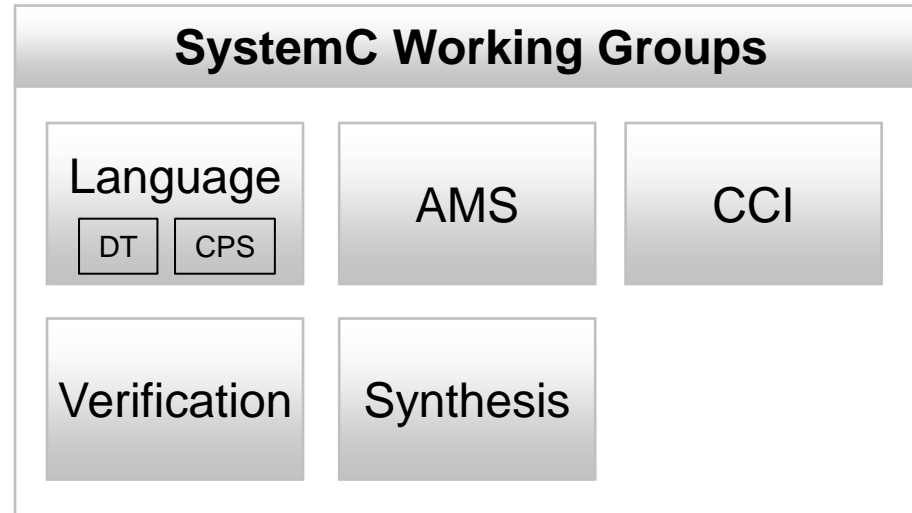 SystemC Working Groups
Language
DT CPS
AMS
CCI
Verification
Synthesis